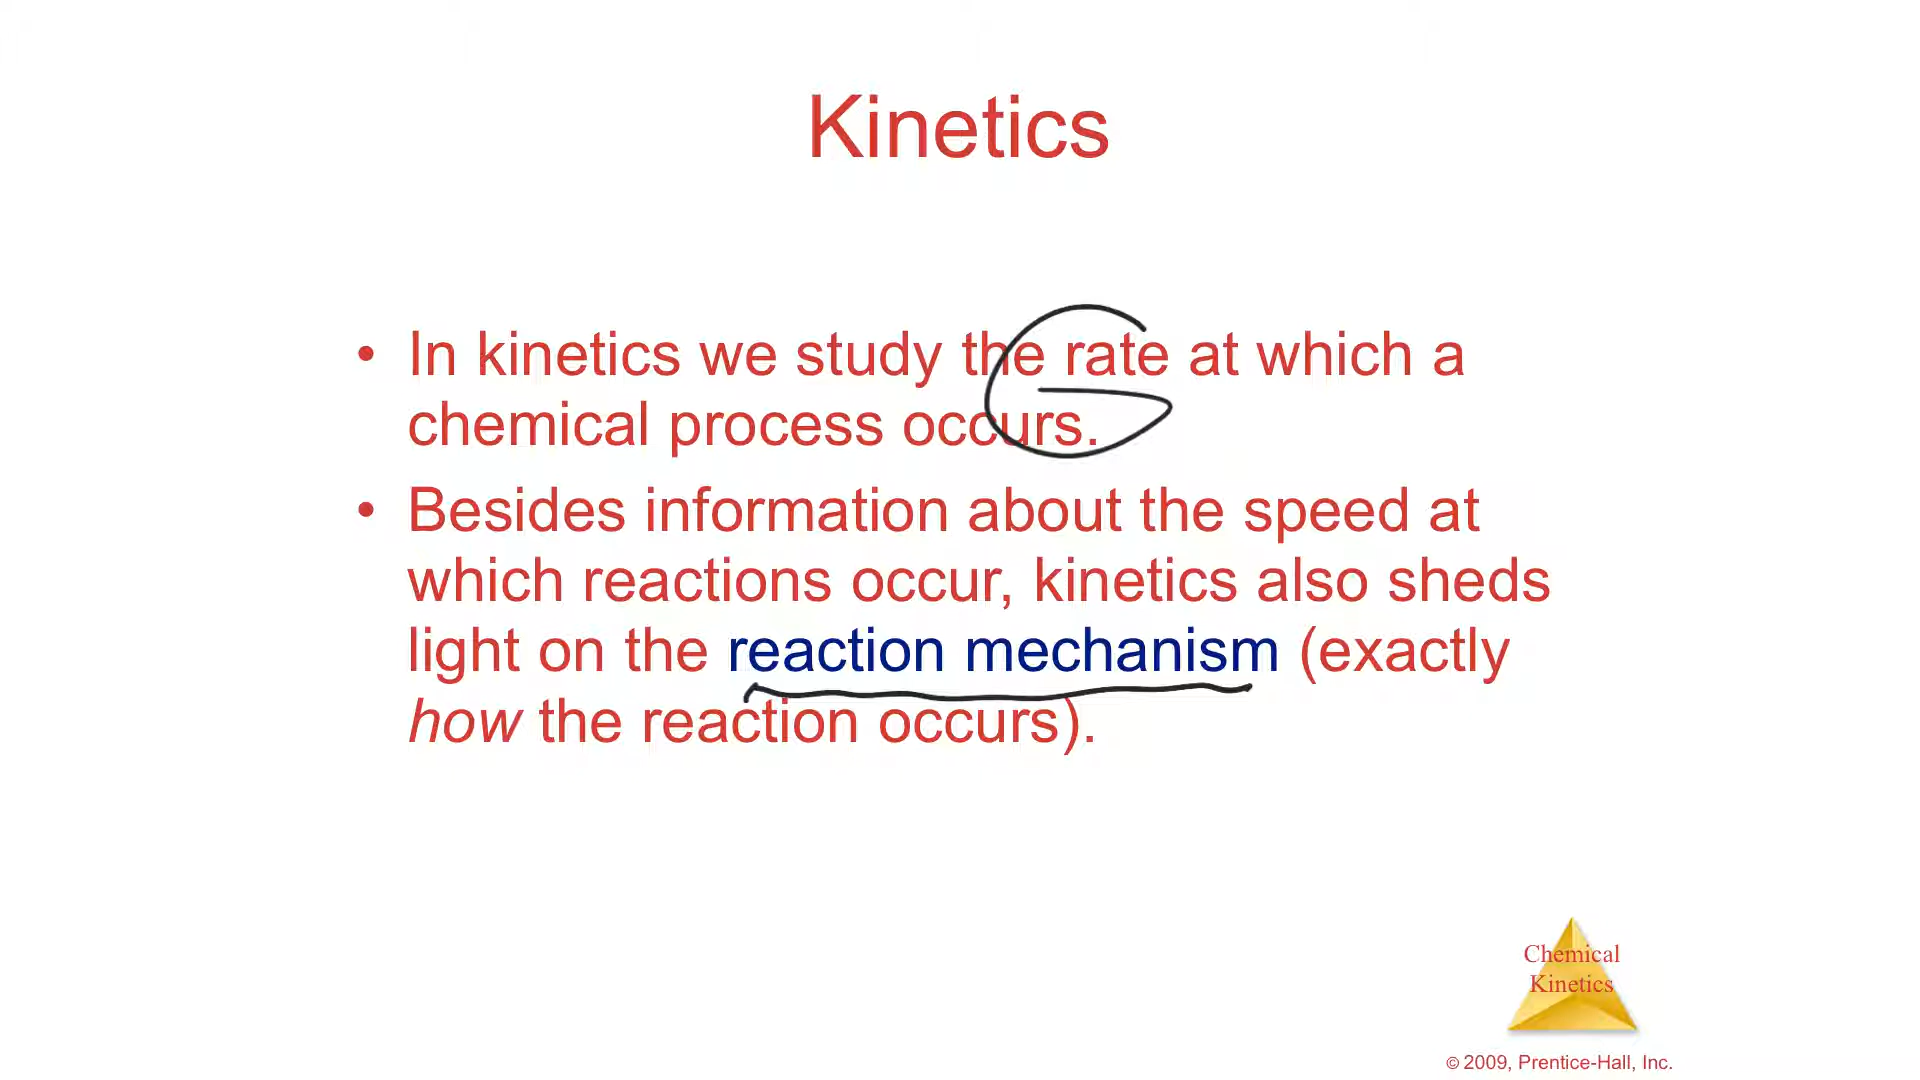 Kinetics
• In kinetics we study the rate at which a
chemical process occurs.
• Besides information about the speed at
which reactions occur, kinetics also sheds
light on the reaction mechanism (exactly
how the reaction occurs).
Chemical
Kinetics
© 2009, Prentice-Hall, Inc.